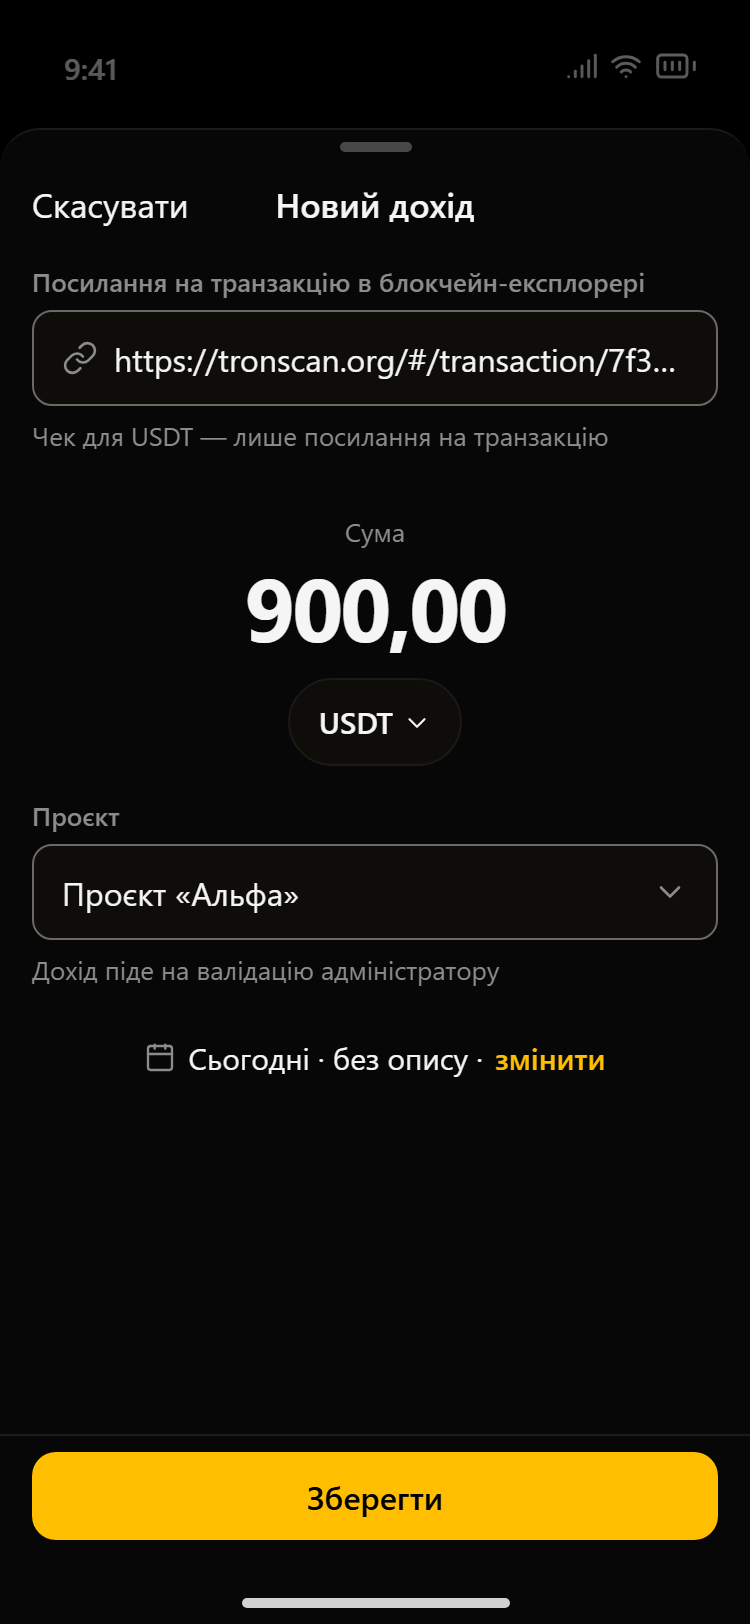 9:41
Скасувати
Новий дохід
Посилання на транзакцію в блокчейн-експлорері
https://tronscan.org/#/transaction/7f3...
Чек для USDT — лише посилання на транзакцію
Сума
900,00
USDT
Проєкт
Проєкт «Альфа»
Дохід піде на валідацію адміністратору
Сьогодні · без опису · змінити
Зберегти